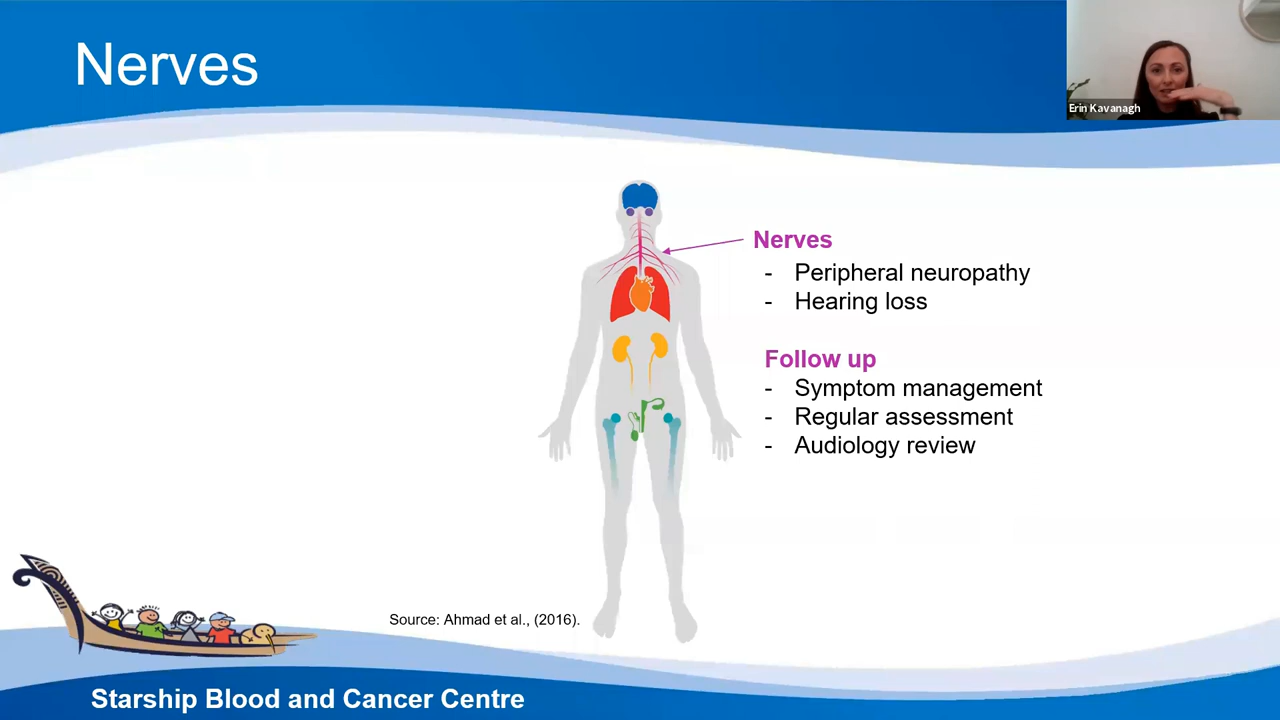 Nerves
Erin Kavanagh
Nerves
- Peripheral neuropathy
- Hearing loss
Follow up
- Symptom management
- Regular assessment
- Audiology review
Source: Ahmad et al., (2016).
Starship Blood and Cancer Centre